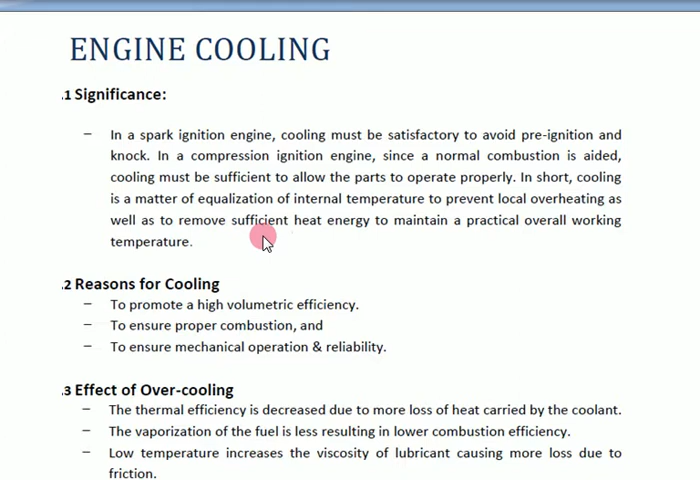 ENGINE COOLING
.1 Significance:
– In a spark ignition engine, cooling must be satisfactory to avoid pre-ignition and
knock. In a compression ignition engine, since a normal combustion is aided,
cooling must be sufficient to allow the parts to operate properly. In short, cooling
is a matter of equalization of internal temperature to prevent local overheating as
well as to remove sufficient heat energy to maintain a practical overall working
temperature.
.2 Reasons for Cooling
– To promote a high volumetric efficiency.
– To ensure proper combustion, and
– To ensure mechanical operation & reliability.
.3 Effect of Over-cooling
– The thermal efficiency is decreased due to more loss of heat carried by the coolant.
– The vaporization of the fuel is less resulting in lower combustion efficiency.
– Low temperature increases the viscosity of lubricant causing more loss due to
friction.